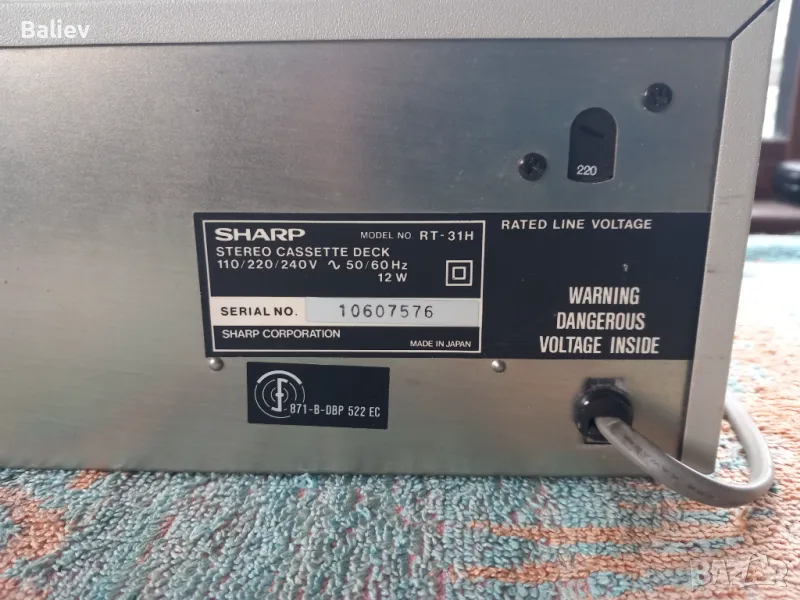 Baliev
220
RATED LINE VOLTAGE
SHARP MODEL NO. RT-31H
STEREO CASSETTE DECK
110/220/240V ∿ 50/60Hz
12 W
SERIAL NO. 10607576
SHARP CORPORATION
MADE IN JAPAN
WARNING
DANGEROUS
VOLTAGE INSIDE
871-B-DBP 522 EC